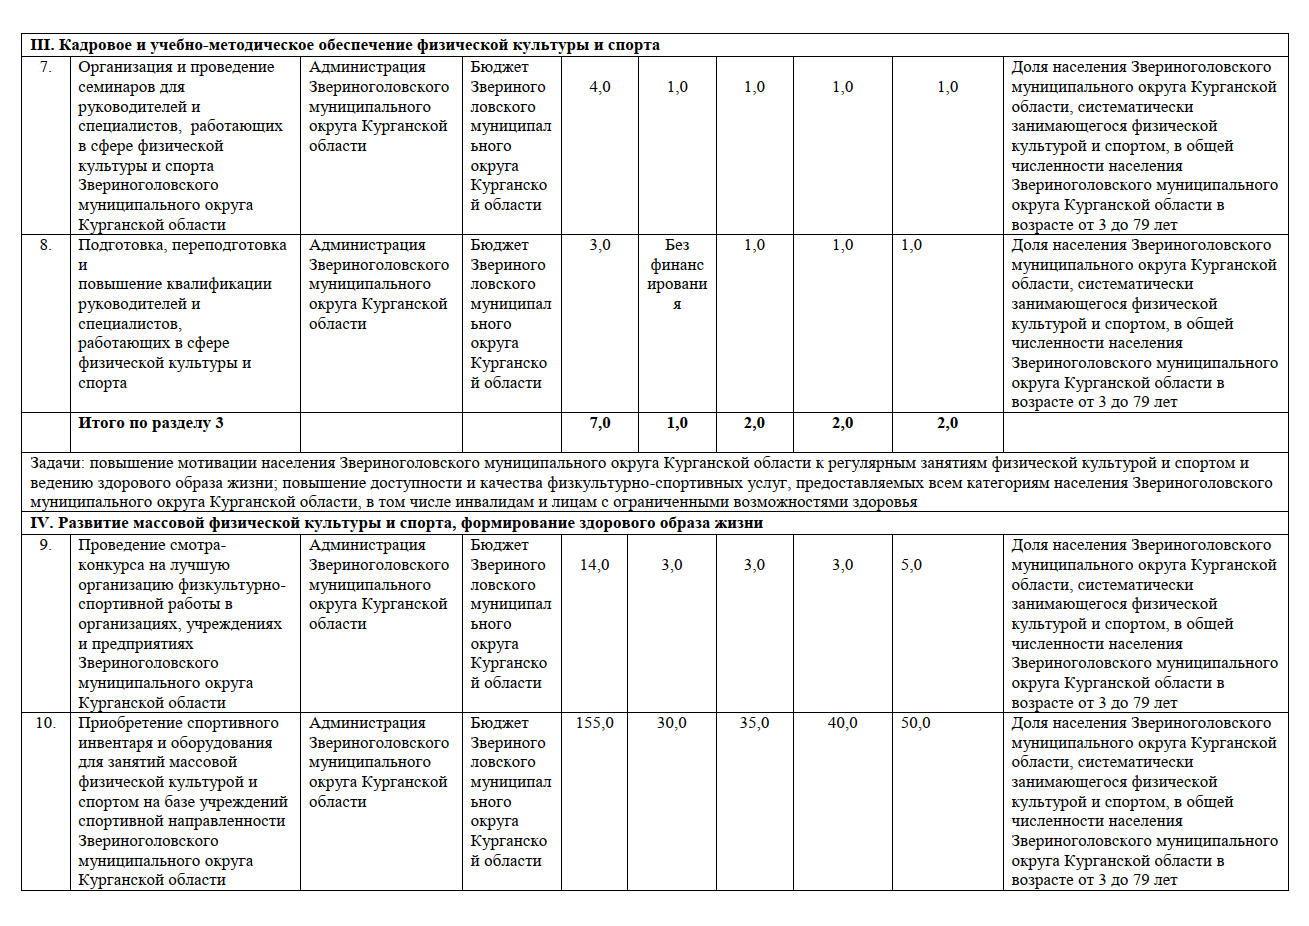 III. Кадровое и учебно-методическое обеспечение физической культуры и спорта
7.
Организация и проведение
семинаров для
руководителей и
специалистов, работающих
в сфере физической
культуры и спорта
Звериноголовского
муниципального округа
Курганской области
Администрация
Звериноголовского
муниципального
округа Курганской
области
Бюджет
Звериного
ловского
муниципал
ьного
округа
Курганско
й области
4,0
1,0
1,0
1,0
1,0
Доля населения Звериноголовского
муниципального округа Курганской
области, систематически
занимающегося физической
культурой и спортом, в общей
численности населения
Звериноголовского муниципального
округа Курганской области в
возрасте от 3 до 79 лет
8.
Подготовка, переподготовка
и
повышение квалификации
руководителей и
специалистов,
работающих в сфере
физической культуры и
спорта
Администрация
Звериноголовского
муниципального
округа Курганской
области
Бюджет
Звериного
ловского
муниципал
ьного
округа
Курганско
й области
3,0
Без
финанс
ировани
я
1,0
1,0
1,0
Доля населения Звериноголовского
муниципального округа Курганской
области, систематически
занимающегося физической
культурой и спортом, в общей
численности населения
Звериноголовского муниципального
округа Курганской области в
возрасте от 3 до 79 лет
Итого по разделу 3
7,0
1,0
2,0
2,0
2,0
Задачи: повышение мотивации населения Звериноголовского муниципального округа Курганской области к регулярным занятиям физической культурой и спортом и
ведению здорового образа жизни; повышение доступности и качества физкультурно-спортивных услуг, предоставляемых всем категориям населения Звериноголовского
муниципального округа Курганской области, в том числе инвалидам и лицам с ограниченными возможностями здоровья
IV. Развитие массовой физической культуры и спорта, формирование здорового образа жизни
9.
Проведение смотра-
конкурса на лучшую
организацию физкультурно-
спортивной работы в
организациях, учреждениях
и предприятиях
Звериноголовского
муниципального округа
Курганской области
Администрация
Звериноголовского
муниципального
округа Курганской
области
Бюджет
Звериного
ловского
муниципал
ьного
округа
Курганско
й области
14,0
3,0
3,0
3,0
5,0
Доля населения Звериноголовского
муниципального округа Курганской
области, систематически
занимающегося физической
культурой и спортом, в общей
численности населения
Звериноголовского муниципального
округа Курганской области в
возрасте от 3 до 79 лет
10.
Приобретение спортивного
инвентаря и оборудования
для занятий массовой
физической культурой и
спортом на базе учреждений
спортивной направленности
Звериноголовского
муниципального округа
Курганской области
Администрация
Звериноголовского
муниципального
округа Курганской
области
Бюджет
Звериного
ловского
муниципал
ьного
округа
Курганско
й области
155,0
30,0
35,0
40,0
50,0
Доля населения Звериноголовского
муниципального округа Курганской
области, систематически
занимающегося физической
культурой и спортом, в общей
численности населения
Звериноголовского муниципального
округа Курганской области в
возрасте от 3 до 79 лет